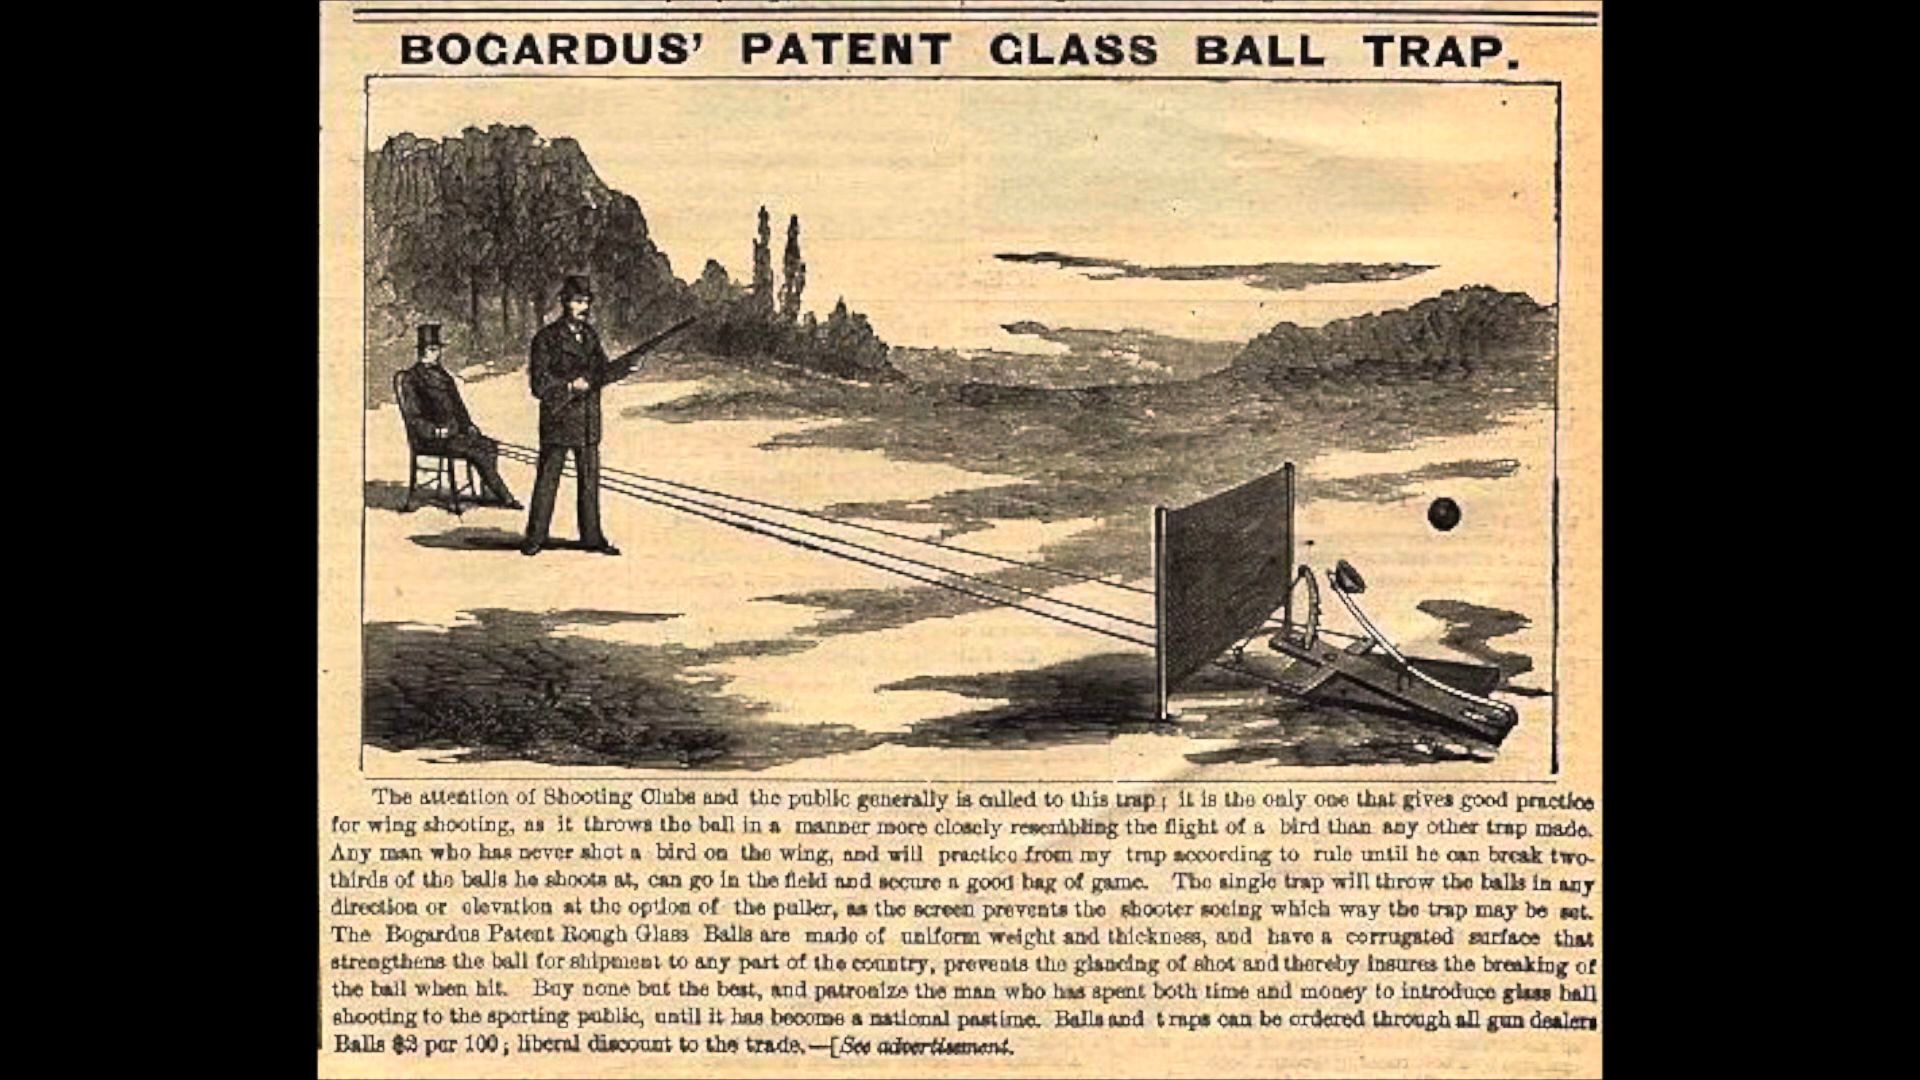 BOGARDUS' PATENT GLASS BALL TRAP.
The attention of Shooting Clubs and the public generally is called to this trap; it is the only one that gives good practice
for wing shooting, as it throws the ball in a manner more closely resembling the flight of a bird than any other trap made.
Any man who has never shot a bird on the wing, and will practice from my trap according to rule until he can break two-
thirds of the balls he shoots at, can go in the field and secure a good bag of game. The single trap will throw the balls in any
direction or elevation at the option of the puller, as the screen prevents the shooter seeing which way the trap may be set.
The Bogardus Patent Rough Glass Balls are made of uniform weight and thickness, and have a corrugated surface that
strengthens the ball for shipment to any part of the country, prevents the glancing of shot and thereby insures the breaking of
the ball when hit. Buy none but the best, and patronize the man who has spent both time and money to introduce glass ball
shooting to the sporting public, until it has become a national pastime. Balls and traps can be ordered through all gun dealers
Balls per 100; liberal discount to the trade.—[See advertisement.